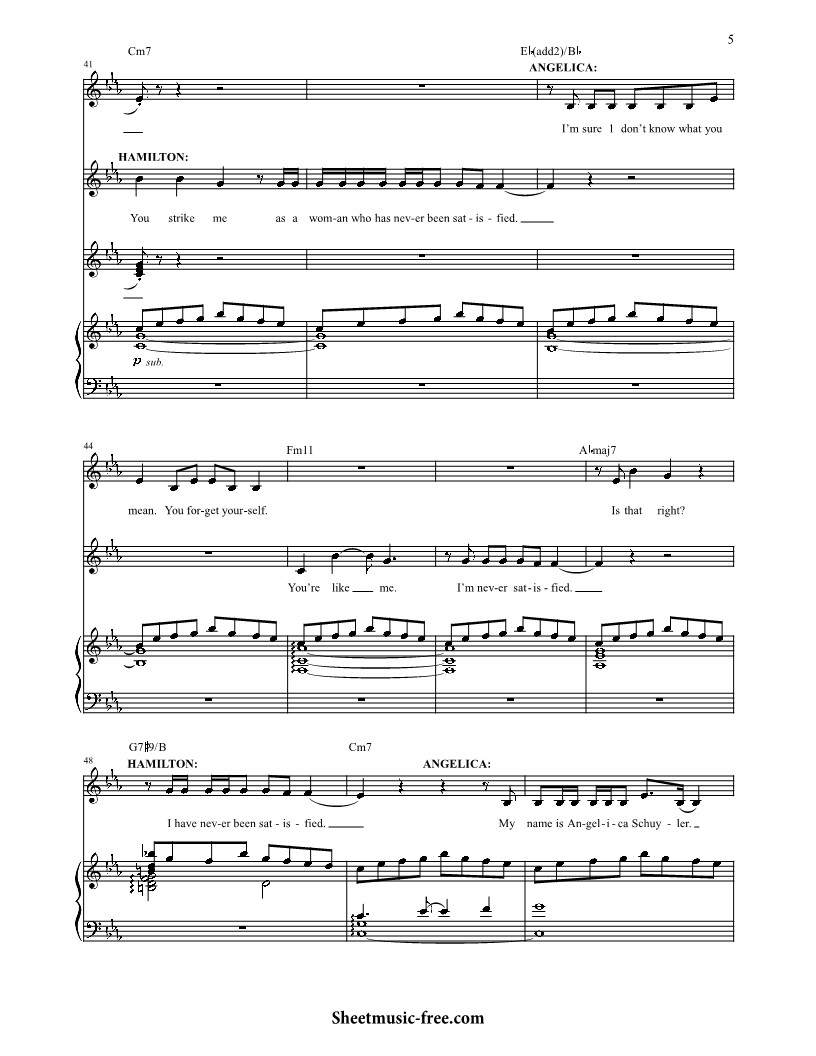 5
Cm7 E♭(add2)/B♭
41 ANGELICA:
I'm sure I don't know what you
HAMILTON:
You strike me as a wom-an who has nev-er been sat - is - fied.
p sub.
44 Fm11 A♭maj7
mean. You for-get your-self. Is that right?
You're like me. I'm nev-er sat-is - fied.
G7♯9/B Cm7
48 HAMILTON: ANGELICA:
I have nev-er been sat - is - fied. My name is An-gel-i-ca Schuy - ler.
Sheetmusic-free.com